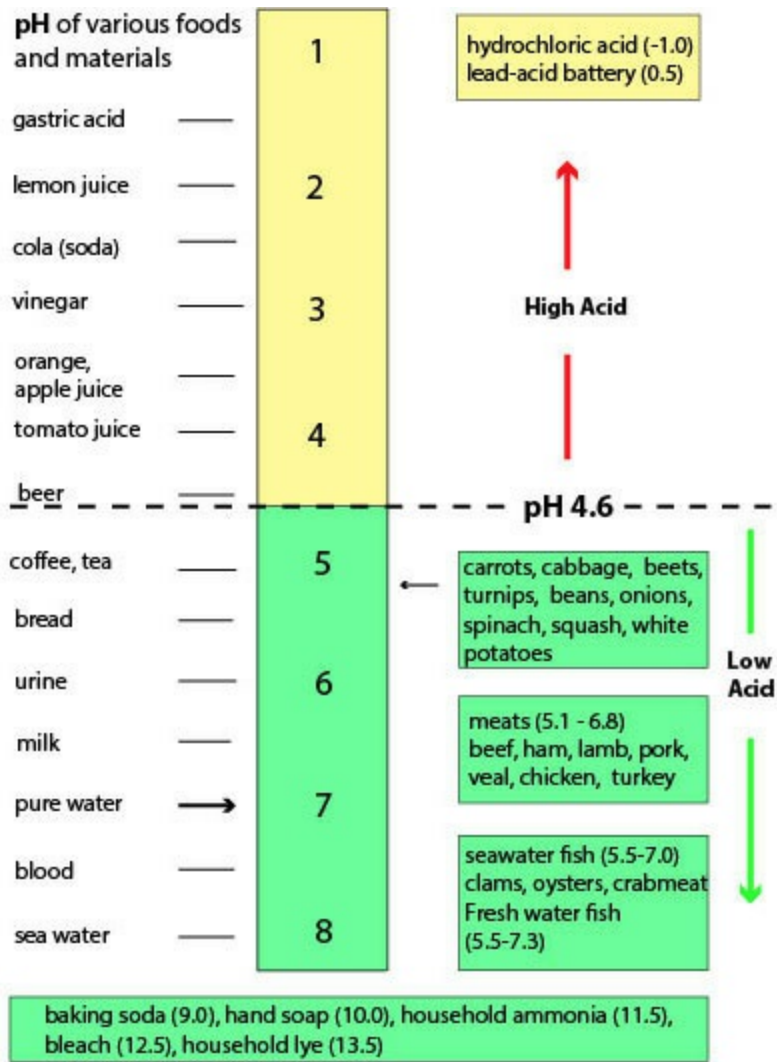 pH of various foods
and materials
gastric acid
lemon juice
cola (soda)
vinegar
orange,
apple juice
tomato juice
beer
coffee, tea
bread
urine
milk
pure water
blood
sea water
1
2
3
4
5
6
7
8
hydrochloric acid (-1.0)
lead-acid battery (0.5)
High Acid
pH 4.6
carrots, cabbage, beets,
turnips, beans, onions,
spinach, squash, white
potatoes
Low
Acid
meats (5.1 - 6.8)
beef, ham, lamb, pork,
veal, chicken, turkey
seawater fish (5.5-7.0)
clams, oysters, crabmeat
Fresh water fish
(5.5-7.3)
baking soda (9.0), hand soap (10.0), household ammonia (11.5),
bleach (12.5), household lye (13.5)